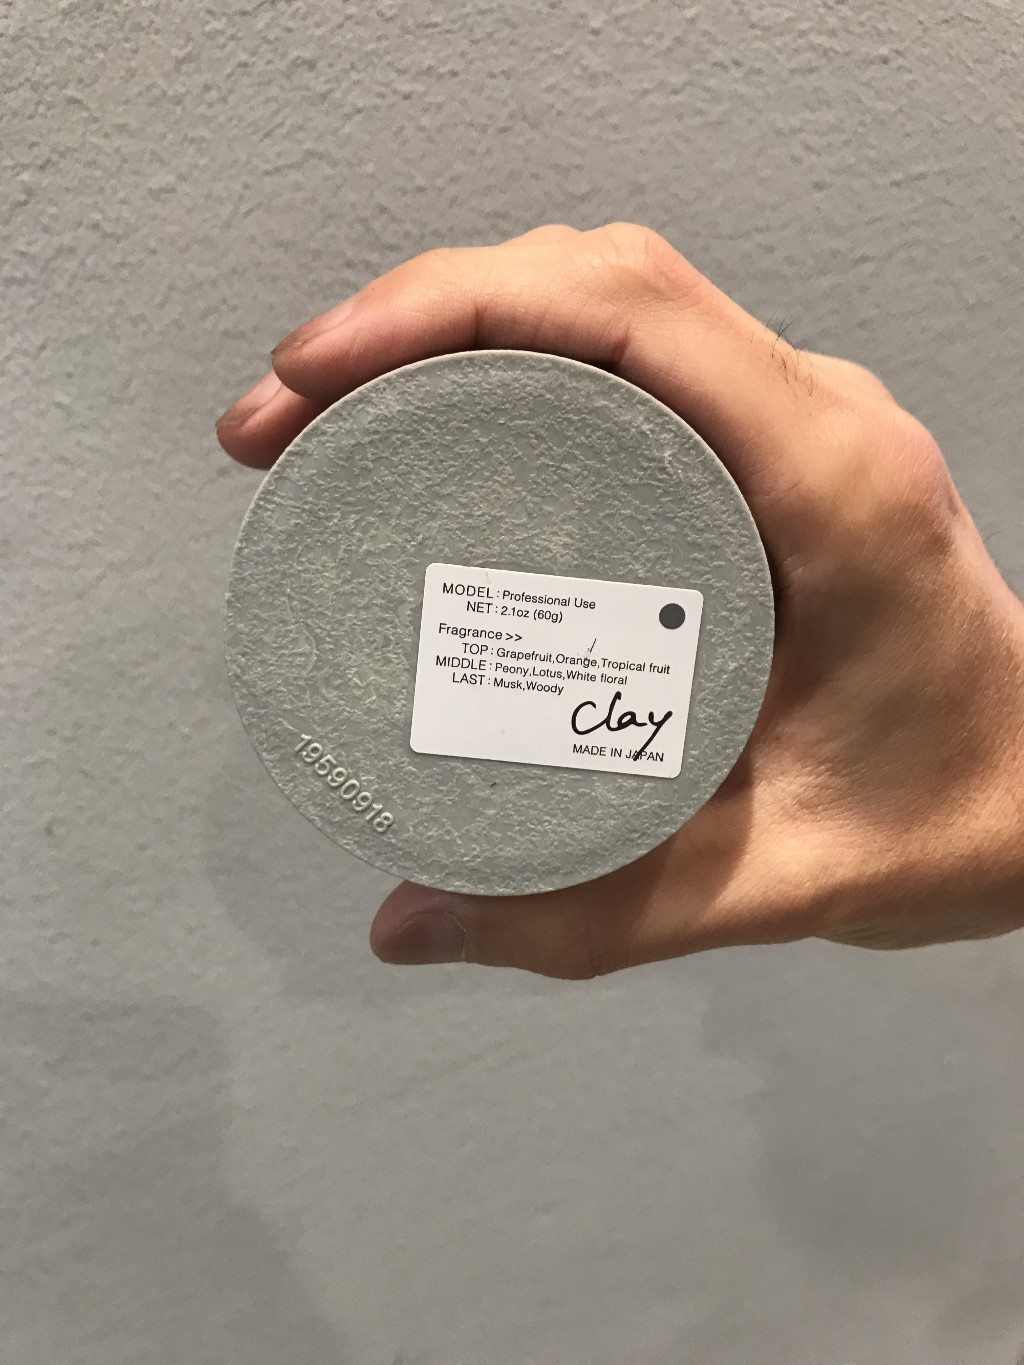 MODEL : Professional Use
NET : 2.1oz (60g)
Fragrance >>
TOP : Grapefruit,Orange,Tropical fruit
MIDDLE : Peony,Lotus,White floral
LAST : Musk,Woody
clay
MADE IN JAPAN
19590918